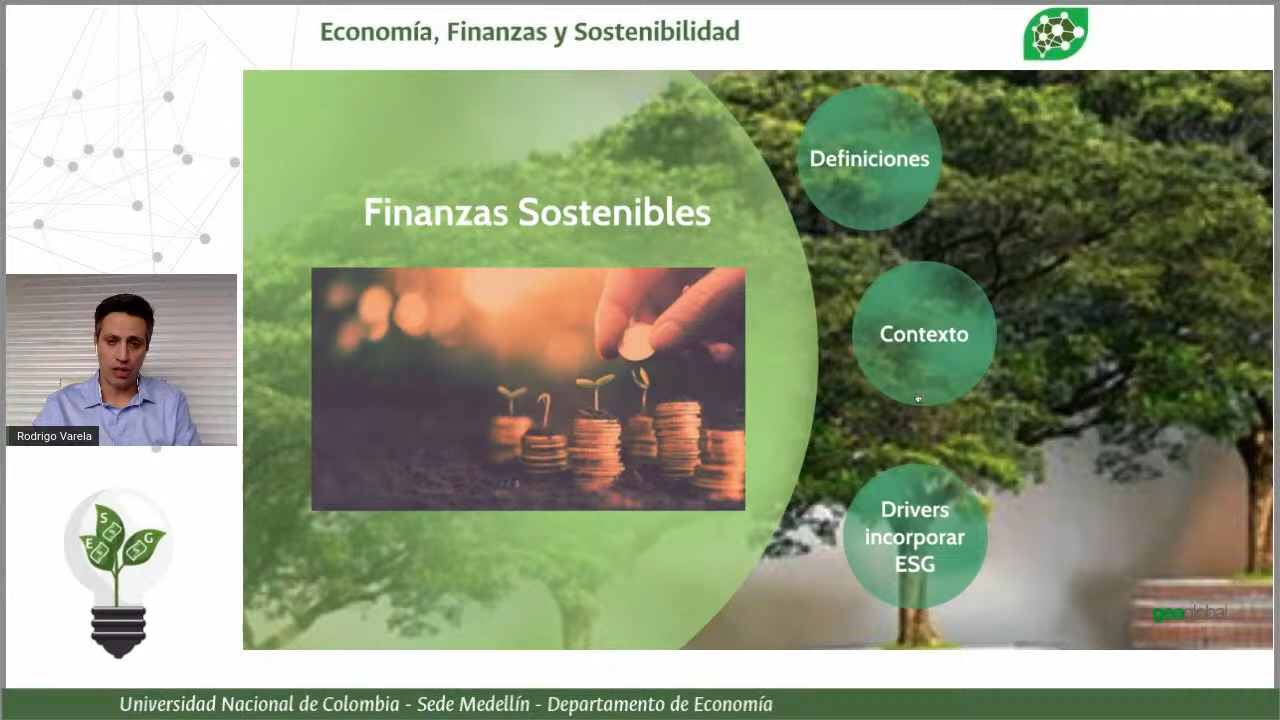 Economía, Finanzas y Sostenibilidad
Finanzas Sostenibles
Definiciones
Contexto
Drivers
incorporar
ESG
Rodrigo Varela
S
E
G
geoglobal
Universidad Nacional de Colombia - Sede Medellín - Departamento de Economía